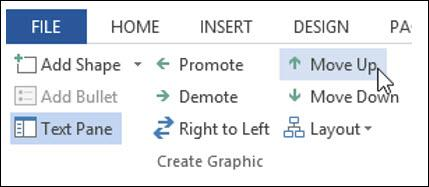 FILE HOME INSERT DESIGN PA
Add Shape Promote Move Up
Add Bullet Demote Move Down
Text Pane Right to Left Layout
Create Graphic